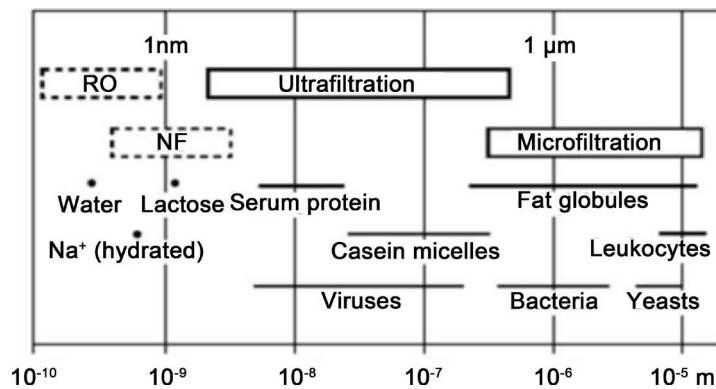 1nm 1 µm
RO Ultrafiltration
NF Microfiltration
Water Lactose Serum protein Fat globules
Na⁺ (hydrated) Casein micelles Leukocytes
Viruses Bacteria Yeasts
10⁻¹⁰ 10⁻⁹ 10⁻⁸ 10⁻⁷ 10⁻⁶ 10⁻⁵ m